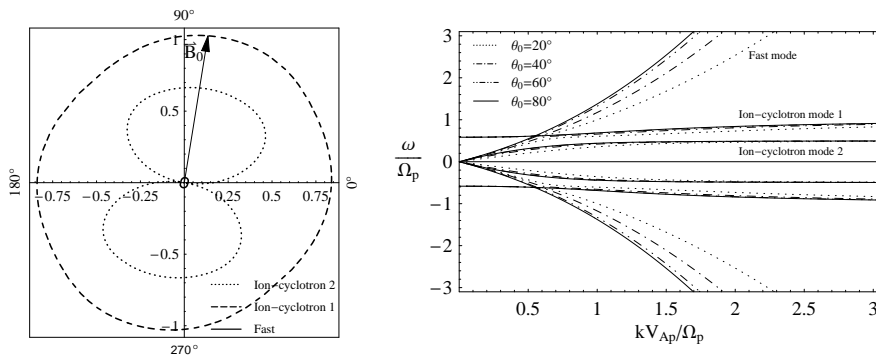 90°
1
B₀
0.5
180°
−0.75
−0.5
−0.25
0
0.25
0.5
0.75
0°
−0.5
Ion−cyclotron 2
Ion−cyclotron 1
−1
Fast
270°
3
2
1
0
−1
−2
−3
ω
Ωp
θ0=20°
θ0=40°
θ0=60°
θ0=80°
Fast mode
Ion−cyclotron mode 1
Ion−cyclotron mode 2
0.5
1
1.5
2
2.5
3
kVAp/Ωp